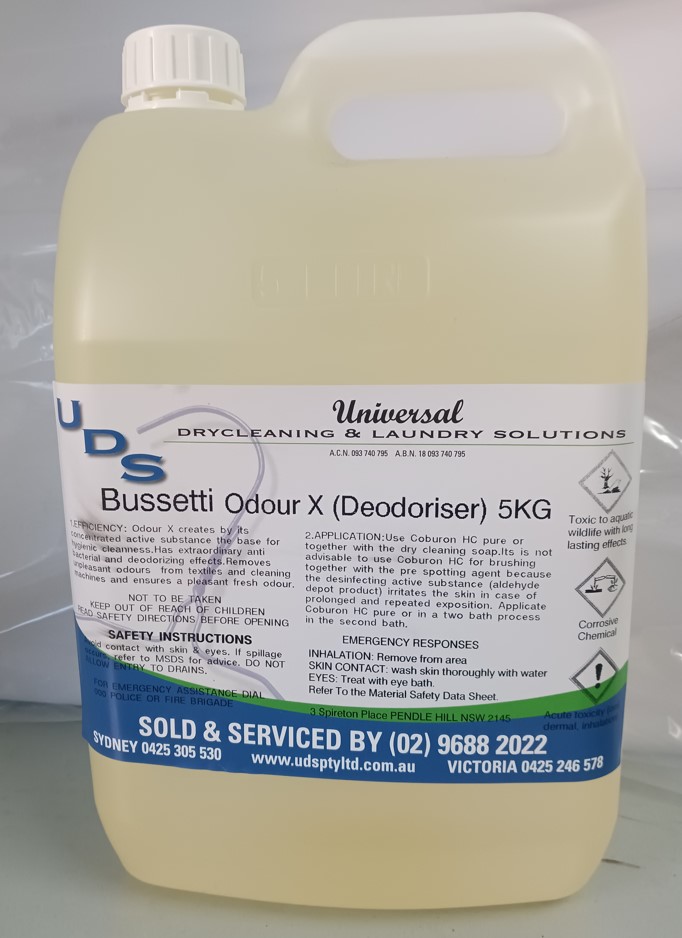 UDS
Universal
DRYCLEANING & LAUNDRY SOLUTIONS
A.C.N. 093 740 795 A.B.N. 18 093 740 795
Bussetti Odour X (Deodoriser) 5KG
1.EFFICIENCY: Odour X creates by its
concentrated active substance the base for
hygienic cleanness.Has extraordinary anti
bacterial and deodorizing effects.Removes
unpleasant odours from textiles and cleaning
machines and ensures a pleasant fresh odour.
NOT TO BE TAKEN
KEEP OUT OF REACH OF CHILDREN
READ SAFETY DIRECTIONS BEFORE OPENING
SAFETY INSTRUCTIONS
Avoid contact with skin & eyes. If spillage
occurs, refer to MSDS for advice. DO NOT
ALLOW ENTRY TO DRAINS.
FOR EMERGENCY ASSISTANCE DIAL
000 POLICE OR FIRE BRIGADE
2.APPLICATION:Use Coburon HC pure or
together with the dry cleaning soap.Its is not
advisable to use Coburon HC for brushing
together with the pre spotting agent because
the desinfecting active substance (aldehyde
depot product) irritates the skin in case of
prolonged and repeated exposition. Applicate
Coburon HC pure or in a two bath process
in the second bath.
EMERGENCY RESPONSES
INHALATION: Remove from area
SKIN CONTACT: wash skin thoroughly with water
EYES: Treat with eye bath.
Refer To the Material Safety Data Sheet.
3 Spireton Place PENDLE HILL NSW 2145
Toxic to aquatic
wildlife with long
lasting effects
Corrosive
Chemical
Acute toxicity
dermal, inhalation
SOLD & SERVICED BY (02) 9688 2022
SYDNEY 0425 305 530 www.udsptyltd.com.au VICTORIA 0425 246 578